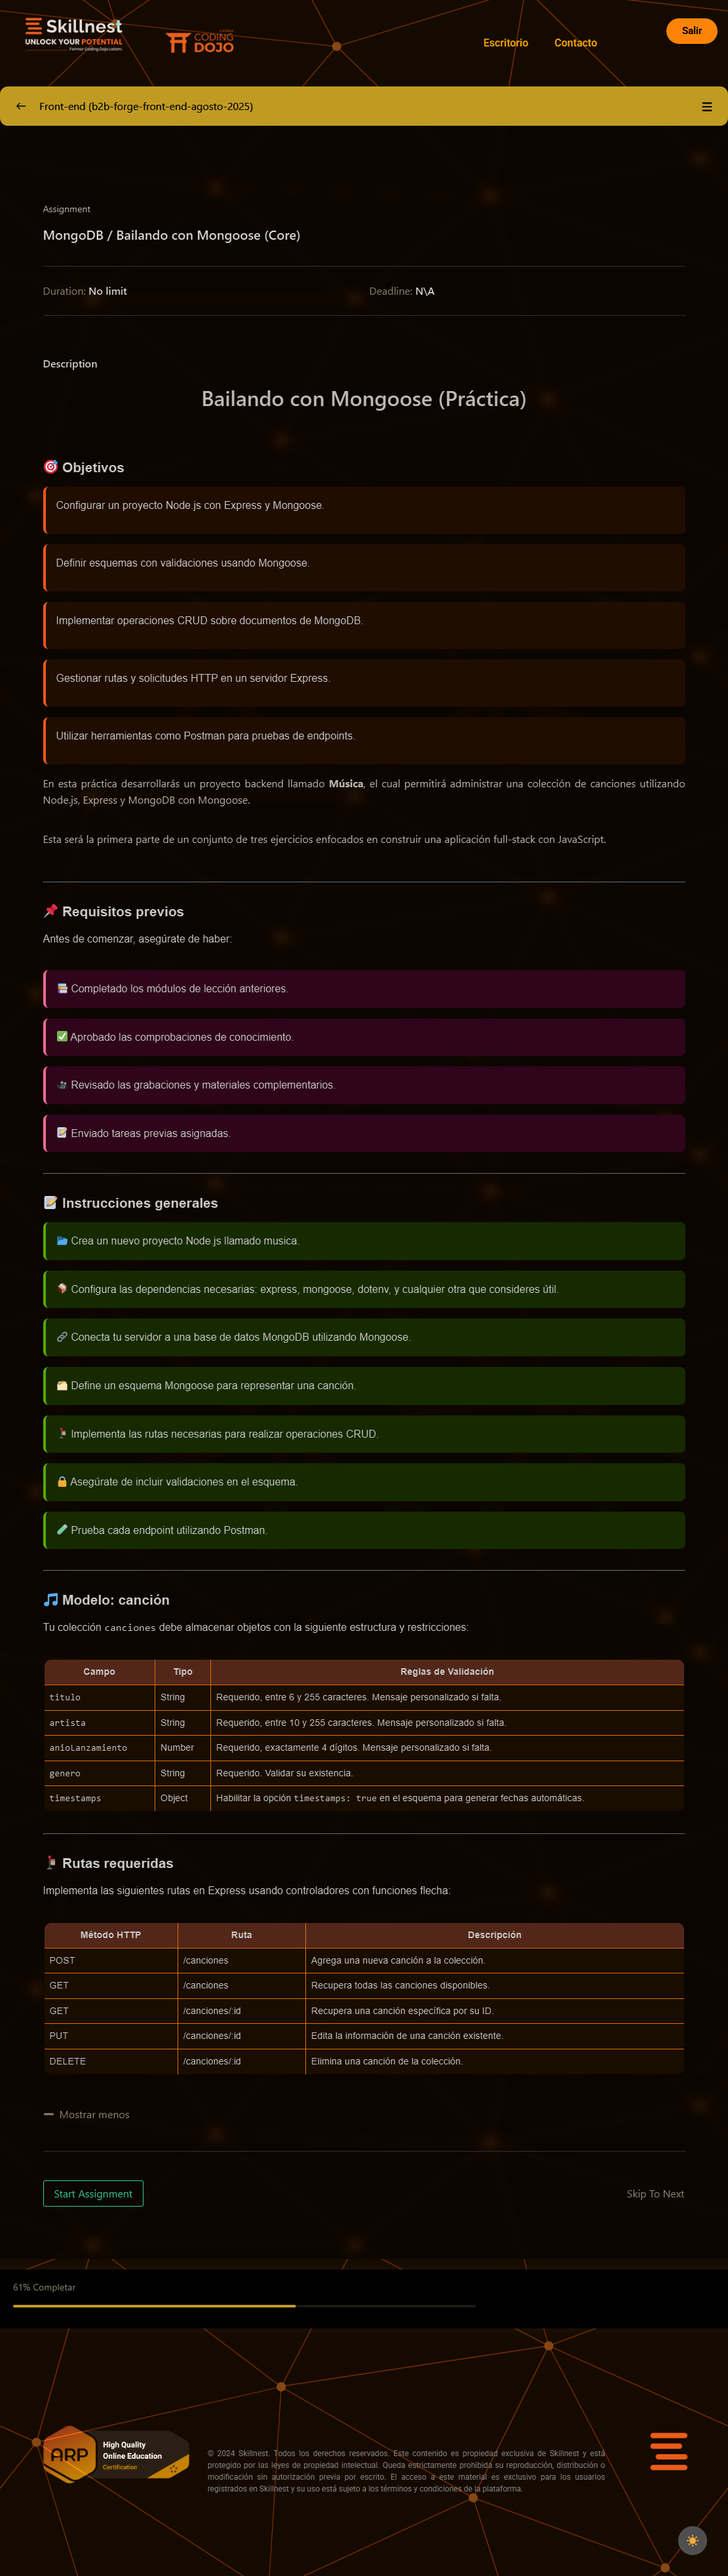 Skillnest
UNLOCK YOUR POTENTIAL
Former Coding Dojo Latam.
CODING
DOJO
Escritorio
Contacto
Salir
Front-end (b2b-forge-front-end-agosto-2025)
Assignment
MongoDB / Bailando con Mongoose (Core)
Duration: No limit
Deadline: N\A
Description
Bailando con Mongoose (Práctica)
🎯 Objetivos
Configurar un proyecto Node.js con Express y Mongoose.
Definir esquemas con validaciones usando Mongoose.
Implementar operaciones CRUD sobre documentos de MongoDB.
Gestionar rutas y solicitudes HTTP en un servidor Express.
Utilizar herramientas como Postman para pruebas de endpoints.
En esta práctica desarrollarás un proyecto backend llamado Música, el cual permitirá administrar una colección de canciones utilizando
Node.js, Express y MongoDB con Mongoose.
Esta será la primera parte de un conjunto de tres ejercicios enfocados en construir una aplicación full-stack con JavaScript.
📌 Requisitos previos
Antes de comenzar, asegúrate de haber:
📚 Completado los módulos de lección anteriores.
✅ Aprobado las comprobaciones de conocimiento.
🎥 Revisado las grabaciones y materiales complementarios.
📝 Enviado tareas previas asignadas.
📝 Instrucciones generales
📂 Crea un nuevo proyecto Node.js llamado musica.
📦 Configura las dependencias necesarias: express, mongoose, dotenv, y cualquier otra que consideres útil.
🔗 Conecta tu servidor a una base de datos MongoDB utilizando Mongoose.
🗃️ Define un esquema Mongoose para representar una canción.
🚦 Implementa las rutas necesarias para realizar operaciones CRUD.
🔒 Asegúrate de incluir validaciones en el esquema.
🧪 Prueba cada endpoint utilizando Postman.
🎵 Modelo: canción
Tu colección canciones debe almacenar objetos con la siguiente estructura y restricciones:
Campo Tipo Reglas de Validación
titulo String Requerido, entre 6 y 255 caracteres. Mensaje personalizado si falta.
artista String Requerido, entre 10 y 255 caracteres. Mensaje personalizado si falta.
anioLanzamiento Number Requerido, exactamente 4 dígitos. Mensaje personalizado si falta.
genero String Requerido. Validar su existencia.
timestamps Object Habilitar la opción timestamps: true en el esquema para generar fechas automáticas.
🚦 Rutas requeridas
Implementa las siguientes rutas en Express usando controladores con funciones flecha:
Método HTTP Ruta Descripción
POST /canciones Agrega una nueva canción a la colección.
GET /canciones Recupera todas las canciones disponibles.
GET /canciones/:id Recupera una canción específica por su ID.
PUT /canciones/:id Edita la información de una canción existente.
DELETE /canciones/:id Elimina una canción de la colección.
Mostrar menos
Start Assignment
Skip To Next
61% Completar
ARP
High Quality
Online Education
Certification
© 2024 Skillnest. Todos los derechos reservados. Este contenido es propiedad exclusiva de Skillnest y está
protegido por las leyes de propiedad intelectual. Queda estrictamente prohibida su reproducción, distribución o
modificación sin autorización previa por escrito. El acceso a este material es exclusivo para los usuarios
registrados en Skillnest y su uso está sujeto a los términos y condiciones de la plataforma.